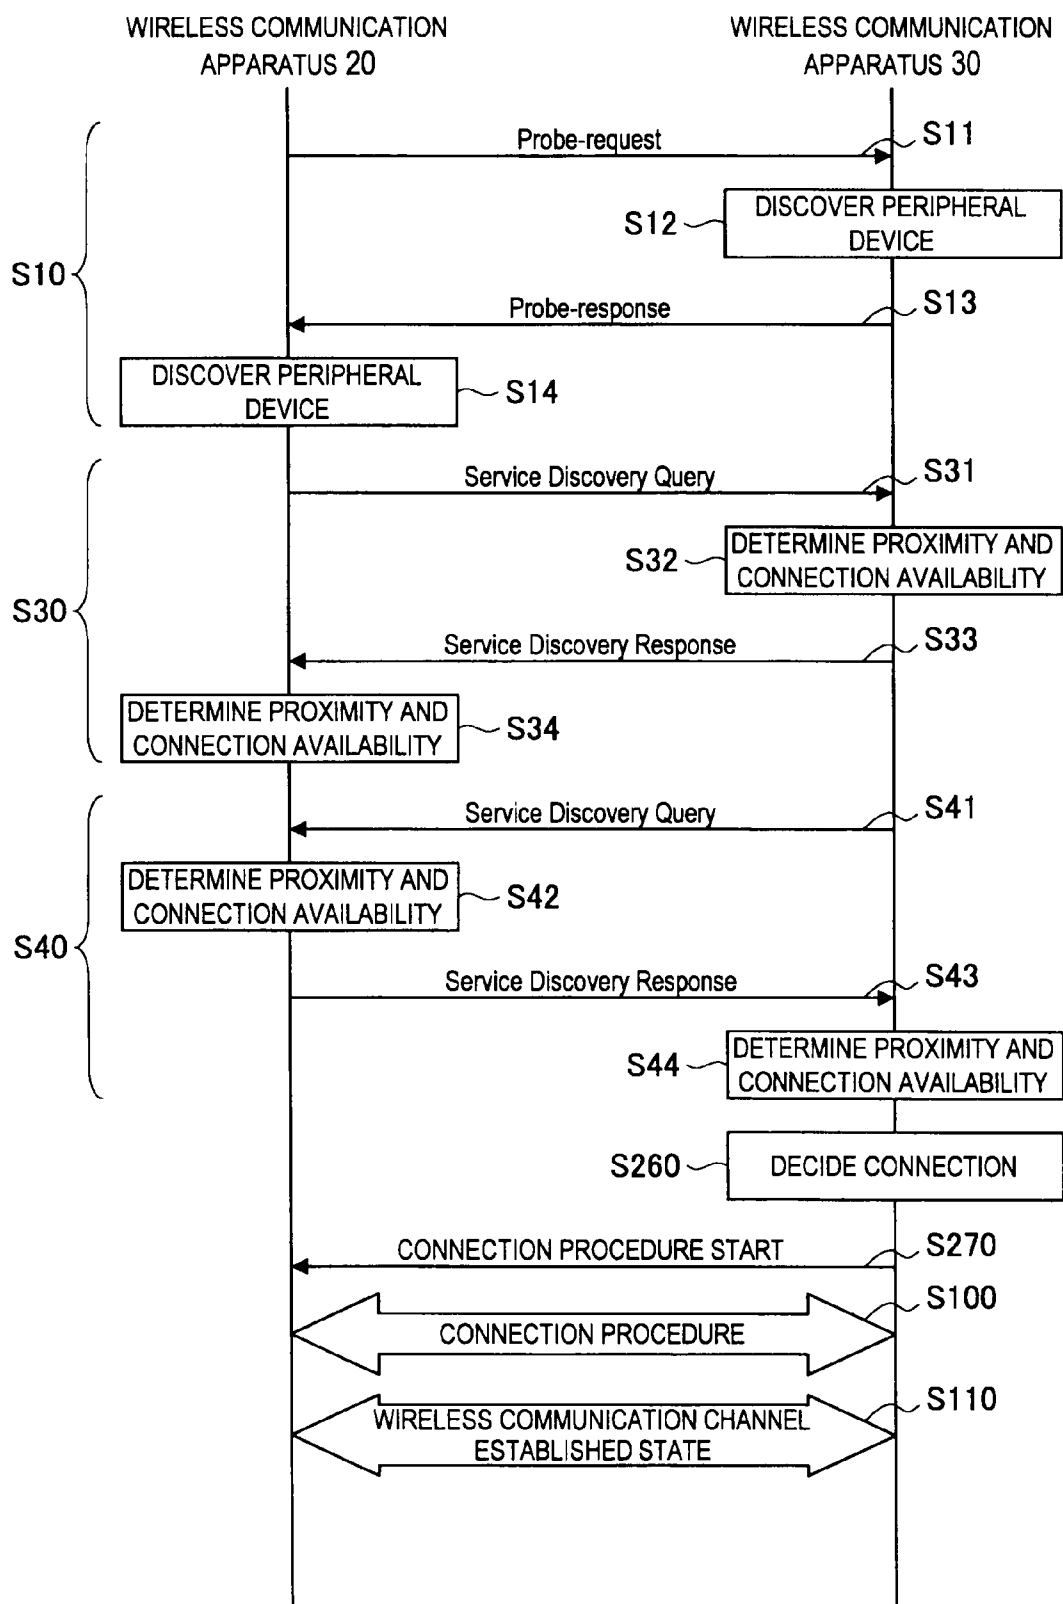 WIRELESS COMMUNICATION
APPARATUS 20
WIRELESS COMMUNICATION
APPARATUS 30
Probe-request
S11
S12
DISCOVER PERIPHERAL
DEVICE
S10
Probe-response
S13
DISCOVER PERIPHERAL
DEVICE
S14
Service Discovery Query
S31
S32
DETERMINE PROXIMITY AND
CONNECTION AVAILABILITY
S30
Service Discovery Response
S33
DETERMINE PROXIMITY AND
CONNECTION AVAILABILITY
S34
Service Discovery Query
S41
DETERMINE PROXIMITY AND
CONNECTION AVAILABILITY
S42
S40
Service Discovery Response
S43
S44
DETERMINE PROXIMITY AND
CONNECTION AVAILABILITY
S260
DECIDE CONNECTION
CONNECTION PROCEDURE START
S270
S100
CONNECTION PROCEDURE
S110
WIRELESS COMMUNICATION CHANNEL
ESTABLISHED STATE